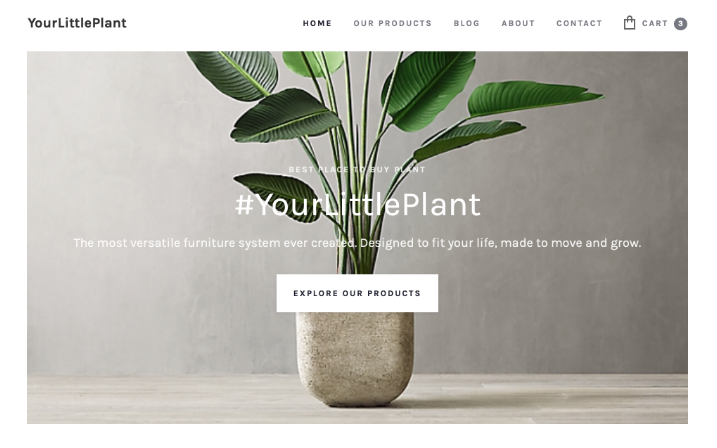 YourLittlePlant
HOME OUR PRODUCTS BLOG ABOUT CONTACT CART 3
BEST PLACE TO BUY PLANT
#YourLittlePlant
The most versatile furniture system ever created. Designed to fit your life, made to move and grow.
EXPLORE OUR PRODUCTS